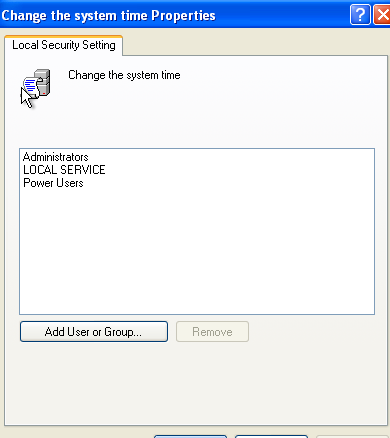 Change the system time Properties
Local Security Setting
Change the system time
Administrators
LOCAL SERVICE
Power Users
Add User or Group...
Remove